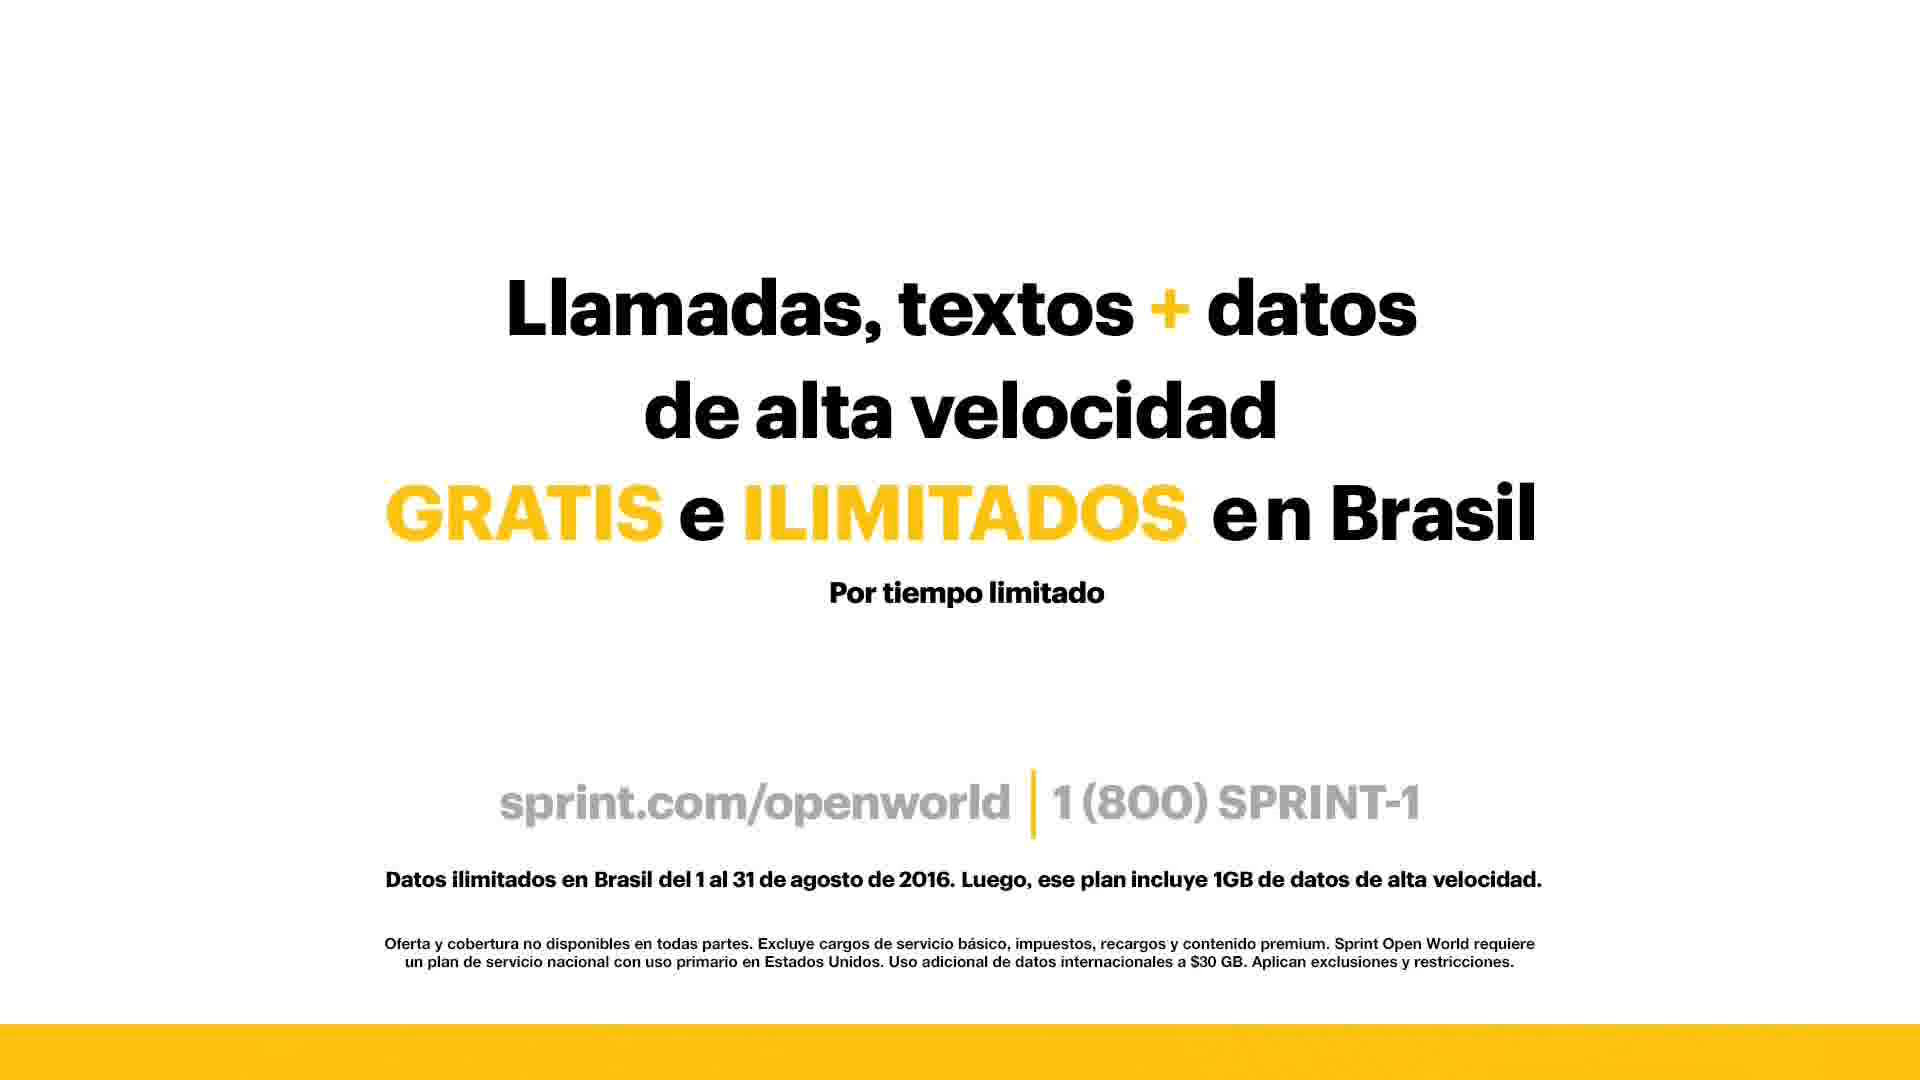 Llamadas, textos + datos
de alta velocidad
GRATIS e ILIMITADOS en Brasil
Por tiempo limitado
sprint.com/openworld | 1 (800) SPRINT-1
Datos ilimitados en Brasil del 1 al 31 de agosto de 2016. Luego, ese plan incluye 1GB de datos de alta velocidad.
Oferta y cobertura no disponibles en todas partes. Excluye cargos de servicio básico, impuestos, recargos y contenido premium. Sprint Open World requiere
un plan de servicio nacional con uso primario en Estados Unidos. Uso adicional de datos internacionales a $30 GB. Aplican exclusiones y restricciones.